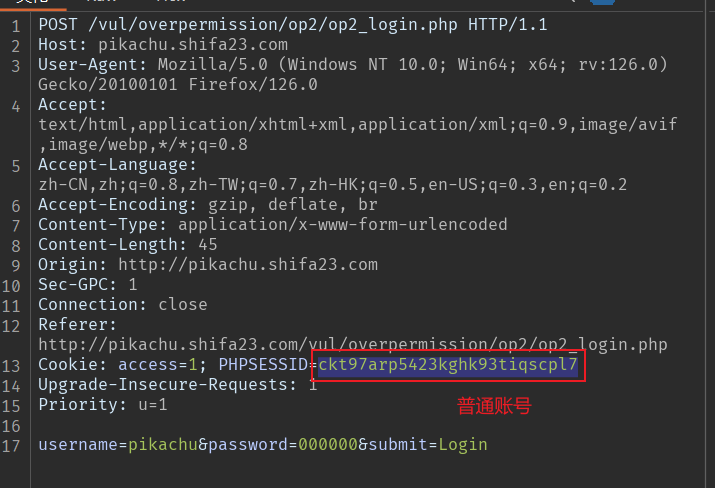 1 POST /vul/overpermission/op2/op2_login.php HTTP/1.1
2 Host: pikachu.shifa23.com
3 User-Agent: Mozilla/5.0 (Windows NT 10.0; Win64; x64; rv:126.0)
Gecko/20100101 Firefox/126.0
4 Accept:
text/html,application/xhtml+xml,application/xml;q=0.9,image/avif
,image/webp,*/*;q=0.8
5 Accept-Language:
zh-CN,zh;q=0.8,zh-TW;q=0.7,zh-HK;q=0.5,en-US;q=0.3,en;q=0.2
6 Accept-Encoding: gzip, deflate, br
7 Content-Type: application/x-www-form-urlencoded
8 Content-Length: 45
9 Origin: http://pikachu.shifa23.com
10 Sec-GPC: 1
11 Connection: close
12 Referer:
http://pikachu.shifa23.com/vul/overpermission/op2/op2_login.php
13 Cookie: access=1; PHPSESSID=ckt97arp5423kghk93tiqscpl7
14 Upgrade-Insecure-Requests: 1
15 Priority: u=1
普通账号
16
17 username=pikachu&password=000000&submit=Login